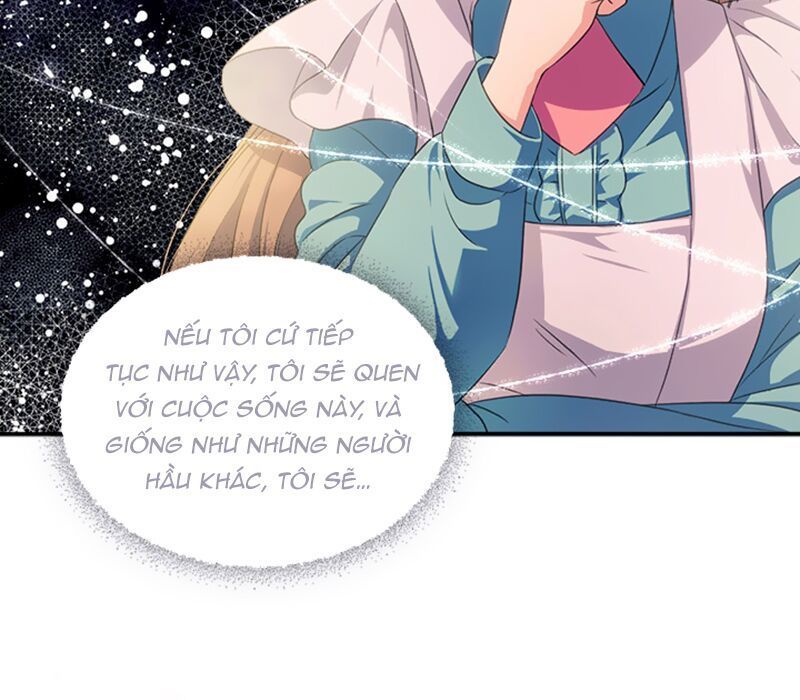 NẾU TÔI CỨ TIẾP
TỤC NHƯ VẬY, TÔI SẼ QUEN
VỚI CUỘC SỐNG NÀY, VÀ
GIỐNG NHƯ NHỮNG NGƯỜI
HẦU KHÁC, TÔI SẼ...